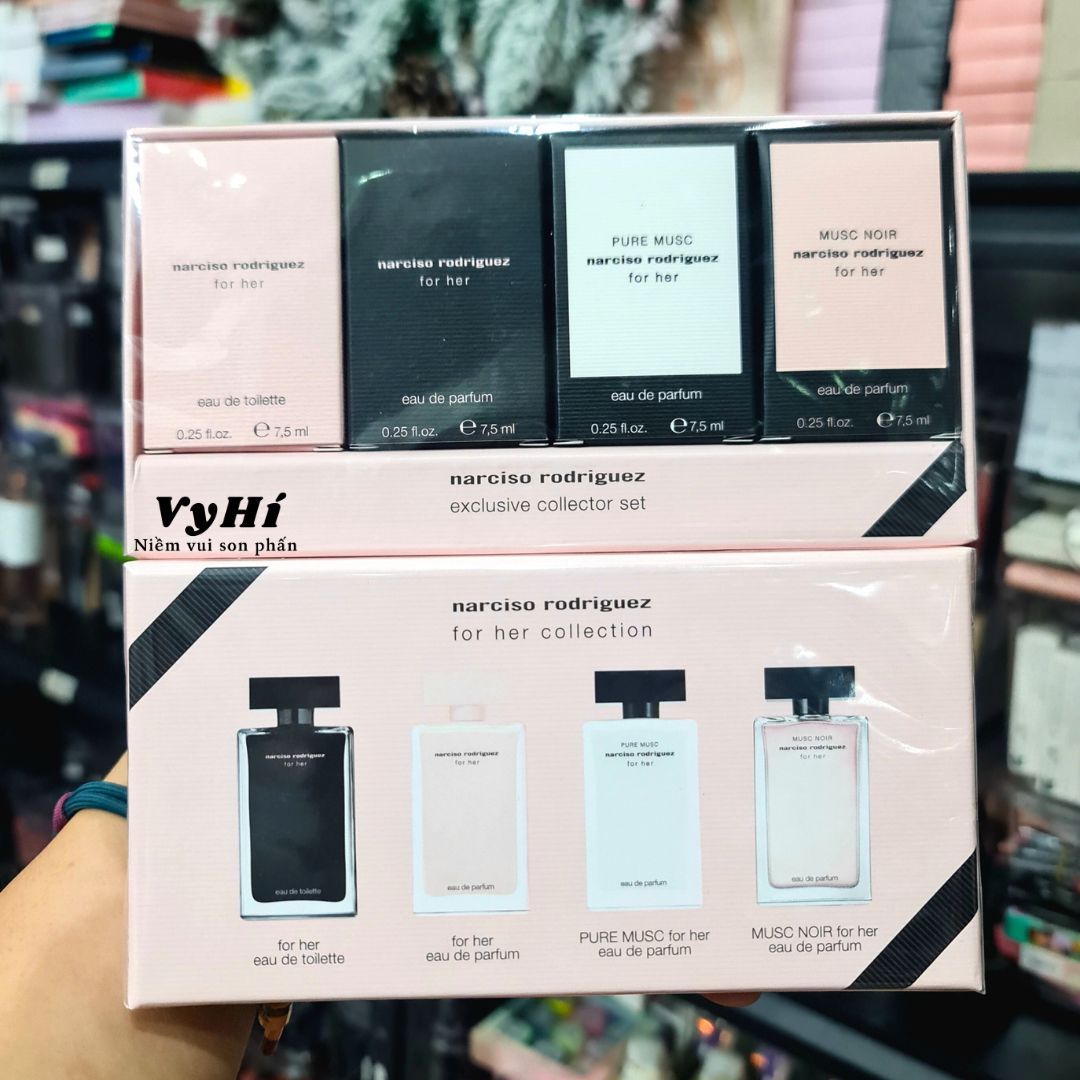 narciso rodriguez
for her
eau de toilette
0.25 fl.oz. ℮ 7,5 ml
narciso rodriguez
for her
eau de parfum
0.25 fl.oz. ℮ 7,5 ml
PURE MUSC
narciso rodriguez
for her
eau de parfum
0.25 fl.oz. ℮ 7,5 ml
MUSC NOIR
narciso rodriguez
for her
eau de parfum
0.25 fl.oz. ℮ 7,5 ml
narciso rodriguez
exclusive collector set
VyHí
Niềm vui son phấn
narciso rodriguez
for her collection
narciso rodriguez
for her
eau de toilette
narciso rodriguez
for her
eau de parfum
PURE MUSC
narciso rodriguez
for her
eau de parfum
MUSC NOIR
narciso rodriguez
for her
eau de parfum
for her
eau de toilette
for her
eau de parfum
PURE MUSC for her
eau de parfum
MUSC NOIR for her
eau de parfum